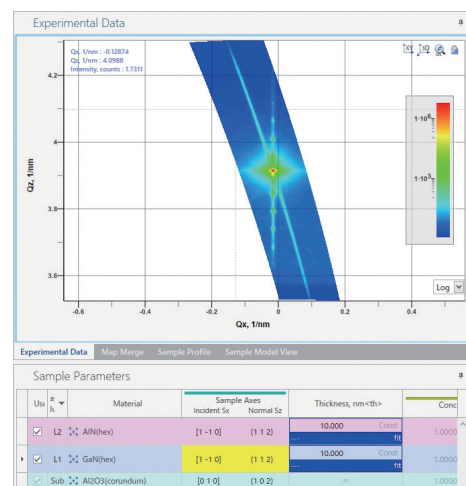 Experimental Data
Qx, 1/nm : -0.12874
Qz, 1/nm : 4.0988
Intensity, counts : 1.7311
1·10⁶
1·10³
Log
4.2
4
3.8
3.6
Qz, 1/nm
-0.6 -0.4 -0.2 0 0.2 0.4
Qx, 1/nm
Experimental Data Map Merge Sample Profile Sample Model View
Sample Parameters
Material Sample Axes Thickness, nm<th> Conc
Incident Sx Normal Sz
L2 AlN(hex) [1 -1 0] (1 1 2) 10.000 Const 1.0000
---- fit
L1 GaN(hex) [1 -1 0] (1 1 2) 10.000 Const 1.0000
---- fit
Sub Al2O3(corundum) [0 1 0] (1 0 2) ∞ 1.0000